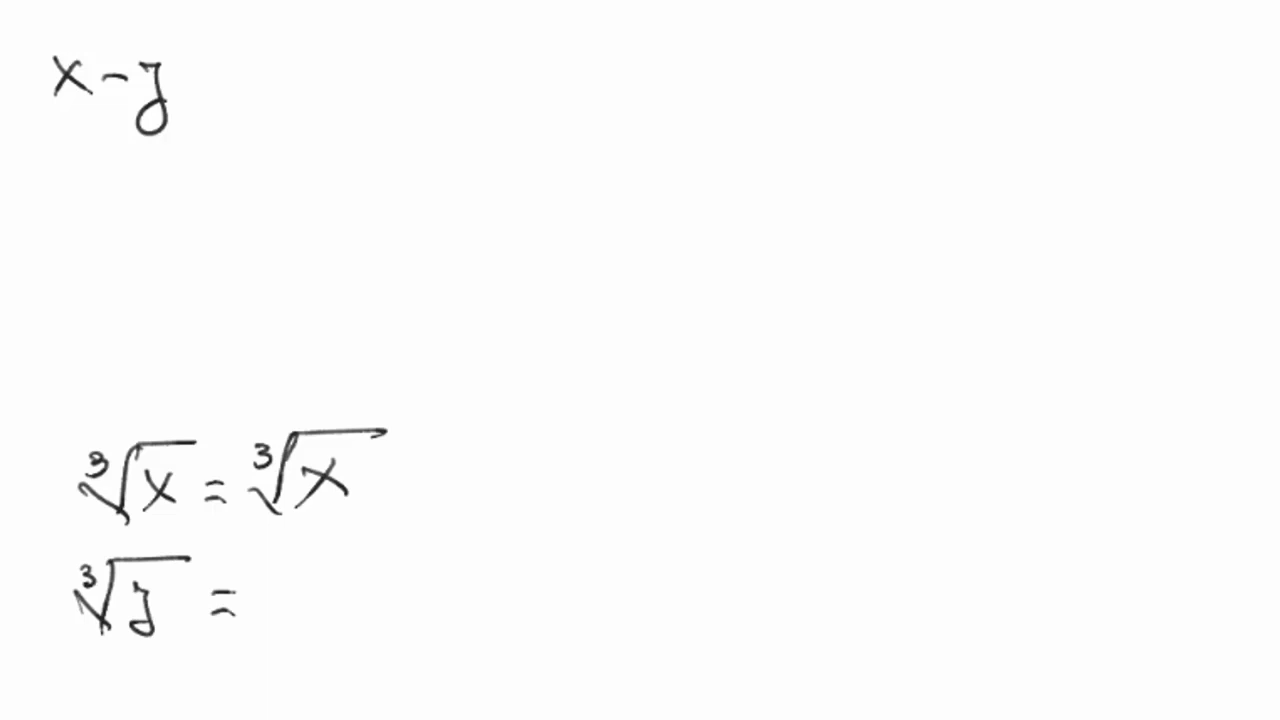 x - y
∛x = ∛x
∛y =